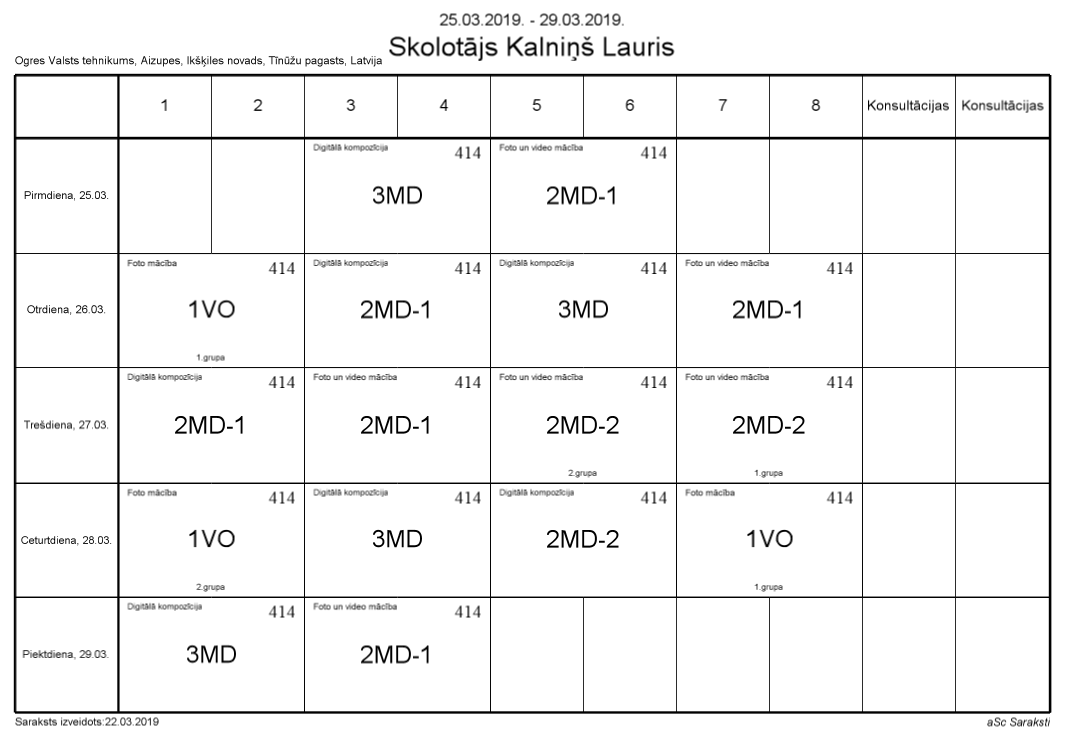 25.03.2019. - 29.03.2019.
Skolotājs Kalniņš Lauris
Ogres Valsts tehnikums, Aizupes, Ikšķiles novads, Tīnūžu pagasts, Latvija
1 2 3 4 5 6 7 8 Konsultācijas Konsultācijas
Pirmdiena, 25.03.
Digitālā kompozīcija 414
3MD
Foto un video mācība 414
2MD-1
Otrdiena, 26.03.
Foto mācība 414
1VO
1.grupa
Digitālā kompozīcija 414
2MD-1
Digitālā kompozīcija 414
3MD
Foto un video mācība 414
2MD-1
Trešdiena, 27.03.
Digitālā kompozīcija 414
2MD-1
Foto un video mācība 414
2MD-1
Foto un video mācība 414
2MD-2
2.grupa
Foto un video mācība 414
2MD-2
1.grupa
Ceturtdiena, 28.03.
Foto mācība 414
1VO
2.grupa
Digitālā kompozīcija 414
3MD
Digitālā kompozīcija 414
2MD-2
Foto mācība 414
1VO
1.grupa
Piektdiena, 29.03.
Digitālā kompozīcija 414
3MD
Foto un video mācība 414
2MD-1
Saraksts izveidots:22.03.2019
aSc Saraksti